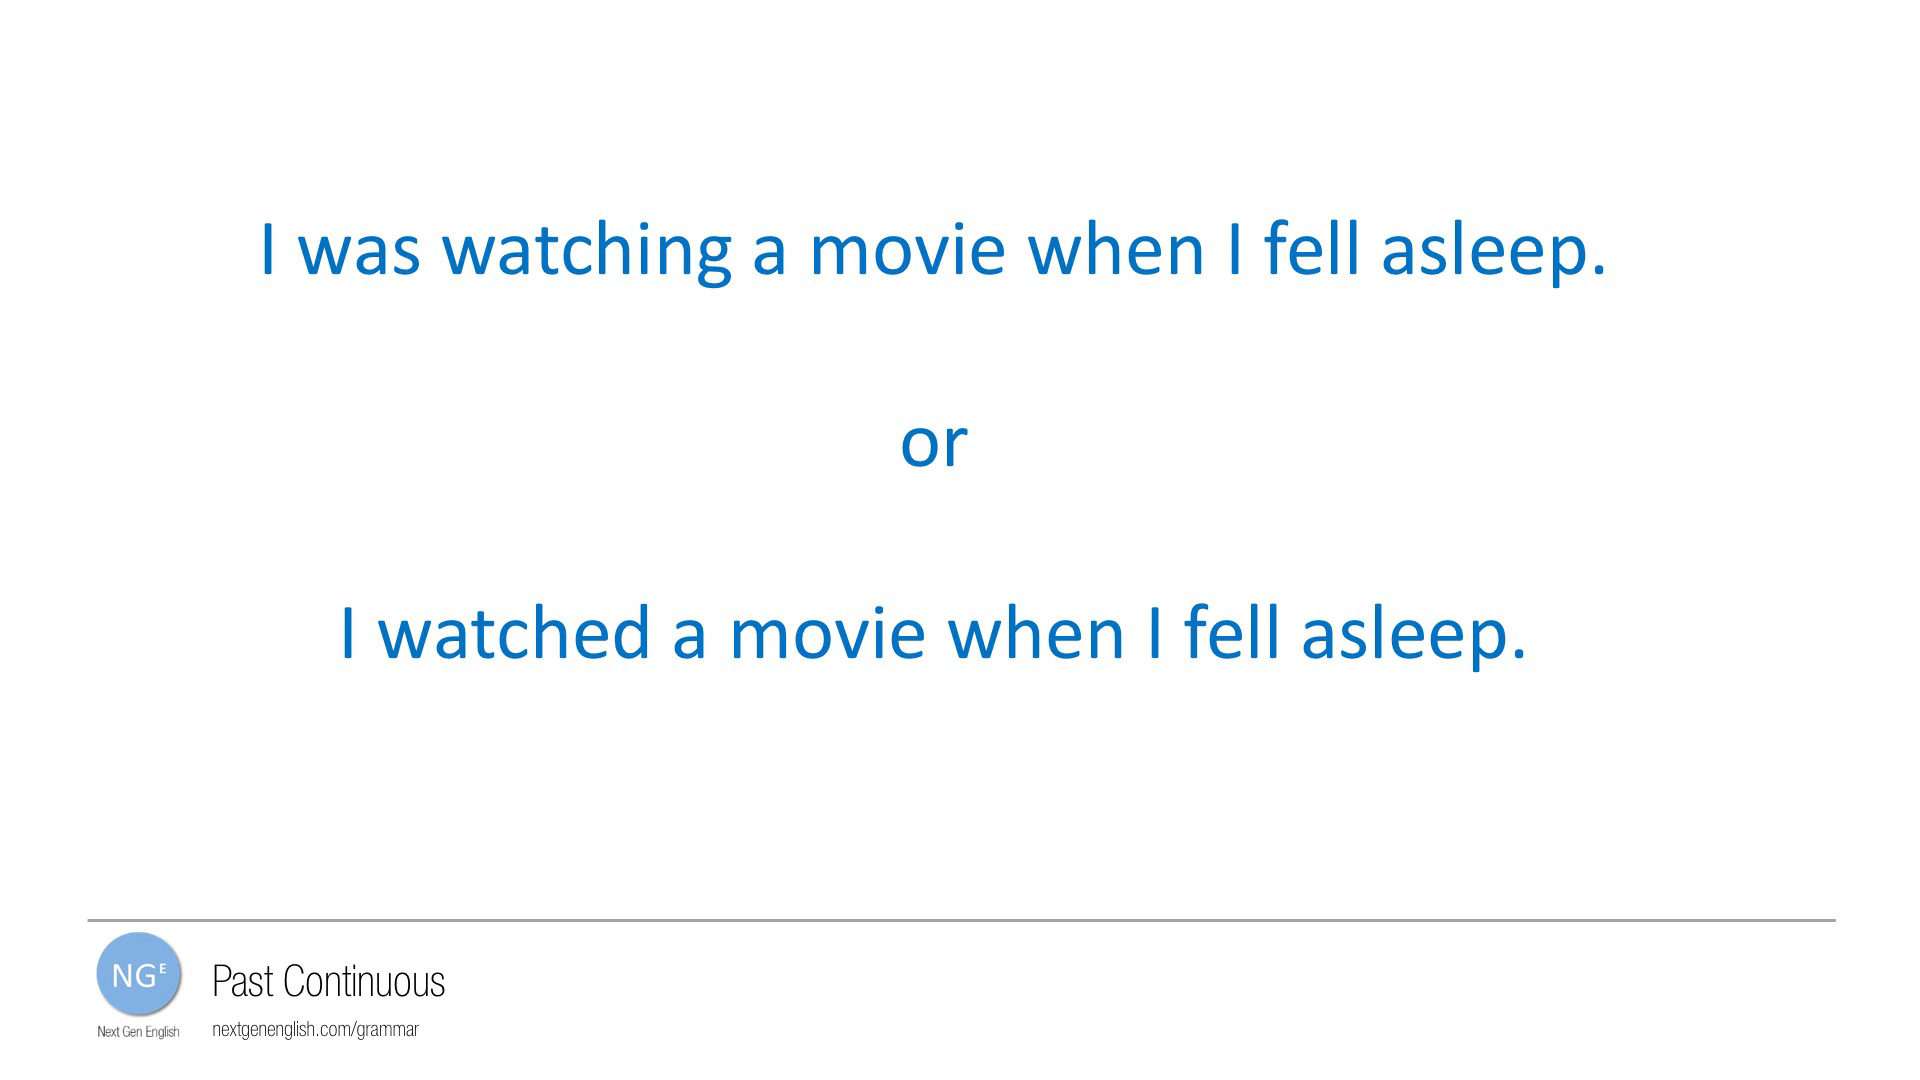 I was watching a movie when I fell asleep.
or
I watched a movie when I fell asleep.
NGᴱ
Past Continuous
Next Gen English
nextgenenglish.com/grammar